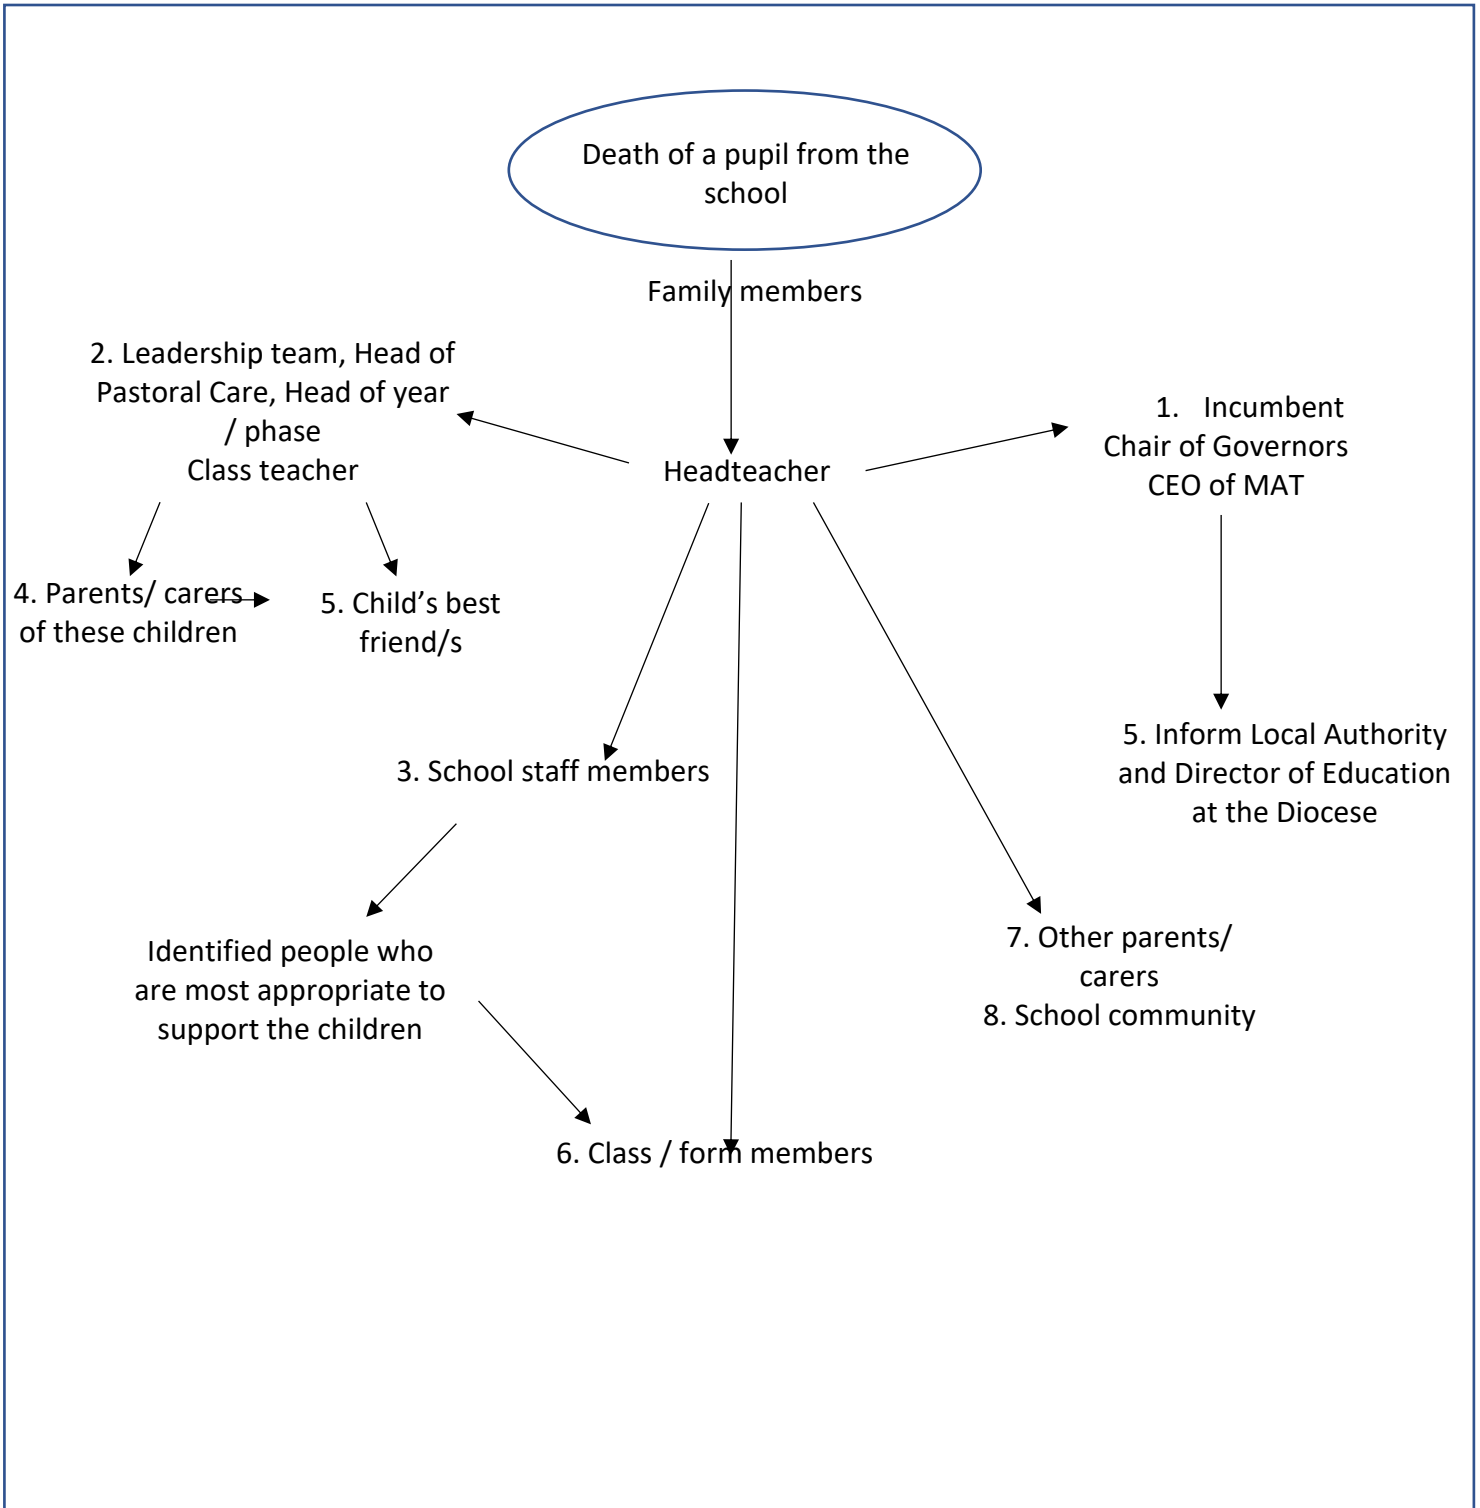 Death of a pupil from the
school
Family members
2. Leadership team, Head of
Pastoral Care, Head of year
/ phase
Class teacher
Headteacher
1. Incumbent
Chair of Governors
CEO of MAT
4. Parents/ carers
of these children
5. Child’s best
friend/s
3. School staff members
5. Inform Local Authority
and Director of Education
at the Diocese
Identified people who
are most appropriate to
support the children
7. Other parents/
carers
8. School community
6. Class / form members